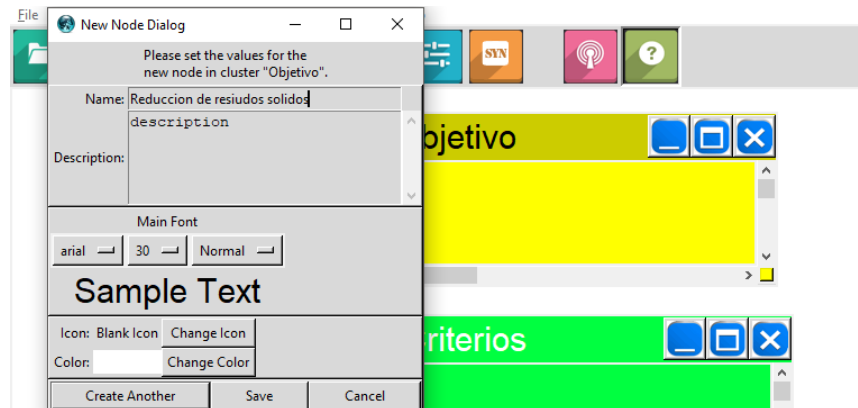 File
New Node Dialog
Please set the values for the
new node in cluster "Objetivo".
Name: Reduccion de resiudos solidos
Description: description
Main Font
arial 30 Normal
Sample Text
Icon: Blank Icon Change Icon
Color: Change Color
Create Another Save Cancel
SYN
?
bjetivo
riterios